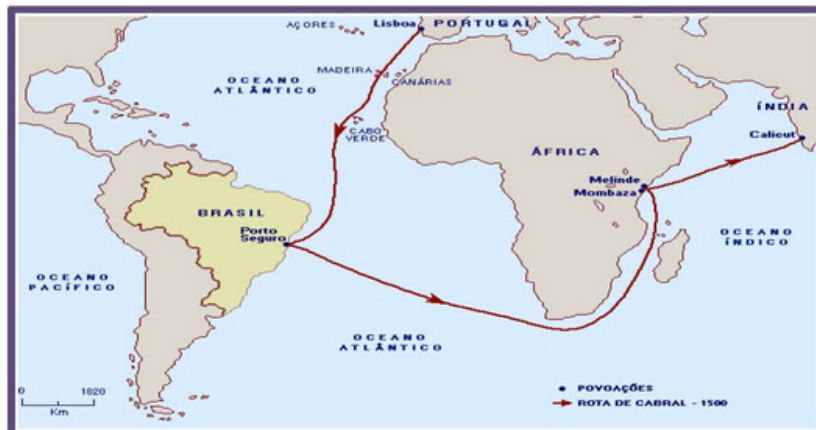 AÇORES
Lisboa
PORTUGAL
OCEANO
ATLÂNTICO
MADEIRA
CANÁRIAS
CABO
VERDE
ÍNDIA
Calicut
ÁFRICA
Melinde
Mombaza
BRASIL
Porto
Seguro
OCEANO
ÍNDICO
OCEANO
PACÍFICO
OCEANO
ATLÂNTICO
0 1820
Km
POVOAÇÕES
ROTA DE CABRAL - 1500